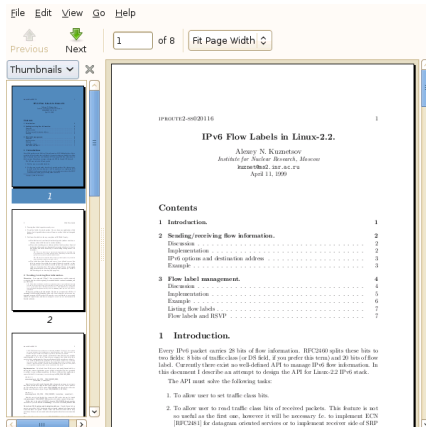 File Edit View Go Help
Previous Next 1 of 8 Fit Page Width
Thumbnails
1
2
IPROUTE2-SS020116 1
IPv6 Flow Labels in Linux-2.2.
Alexey N. Kuznetsov
Institute for Nuclear Research, Moscow
kuznet@ms2.inr.ac.ru
April 11, 1999
Contents
1 Introduction. 1
2 Sending/receiving flow information. 2
Discussion . . . . . . . . . . . . . . . . . . . . . . . . 2
Implementation . . . . . . . . . . . . . . . . . . . . . . . . 2
IPv6 options and destination address . . . . . . . . . . . . . . . . 3
Example . . . . . . . . . . . . . . . . . . . . . . . . 3
3 Flow label management. 4
Discussion . . . . . . . . . . . . . . . . . . . . . . . . 4
Implementation . . . . . . . . . . . . . . . . . . . . . . . . 5
Example . . . . . . . . . . . . . . . . . . . . . . . . 6
Listing flow labels . . . . . . . . . . . . . . . . . . . . 7
Flow labels and RSVP . . . . . . . . . . . . . . . . . . . . 7
1 Introduction.
Every IPv6 packet carries 28 bits of flow information. RFC2460 splits these bits to
two fields: 8 bits of traffic class (or DS field, if you prefer this term) and 20 bits of flow
label. Currently there exist no well-defined API to manage IPv6 flow information. In
this document I describe an attempt to design the API for Linux-2.2 IPv6 stack.
The API must solve the following tasks:
1. To allow user to set traffic class bits.
2. To allow user to read traffic class bits of received packets. This feature is not
so useful as the first one, however it will be necessary f.e. to implement ECN
[RFC2481] for datagram oriented services or to implement receiver side of SRP